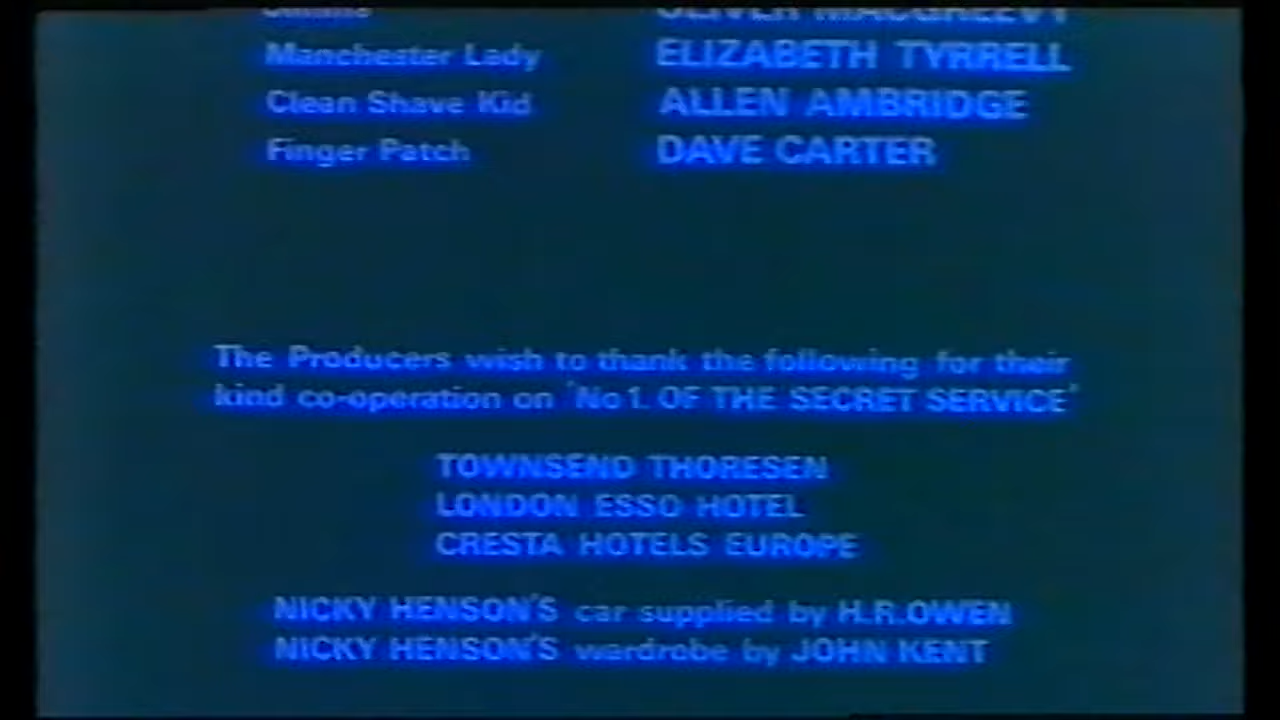 Manchester Lady ELIZABETH TYRRELL
Clean Shave Kid ALLEN AMBRIDGE
Finger Patch DAVE CARTER
The Producers wish to thank the following for their
kind co-operation on 'No1. OF THE SECRET SERVICE'
TOWNSEND THORESEN
LONDON ESSO HOTEL
CRESTA HOTELS EUROPE
NICKY HENSON'S car supplied by H.R.OWEN
NICKY HENSON'S wardrobe by JOHN KENT